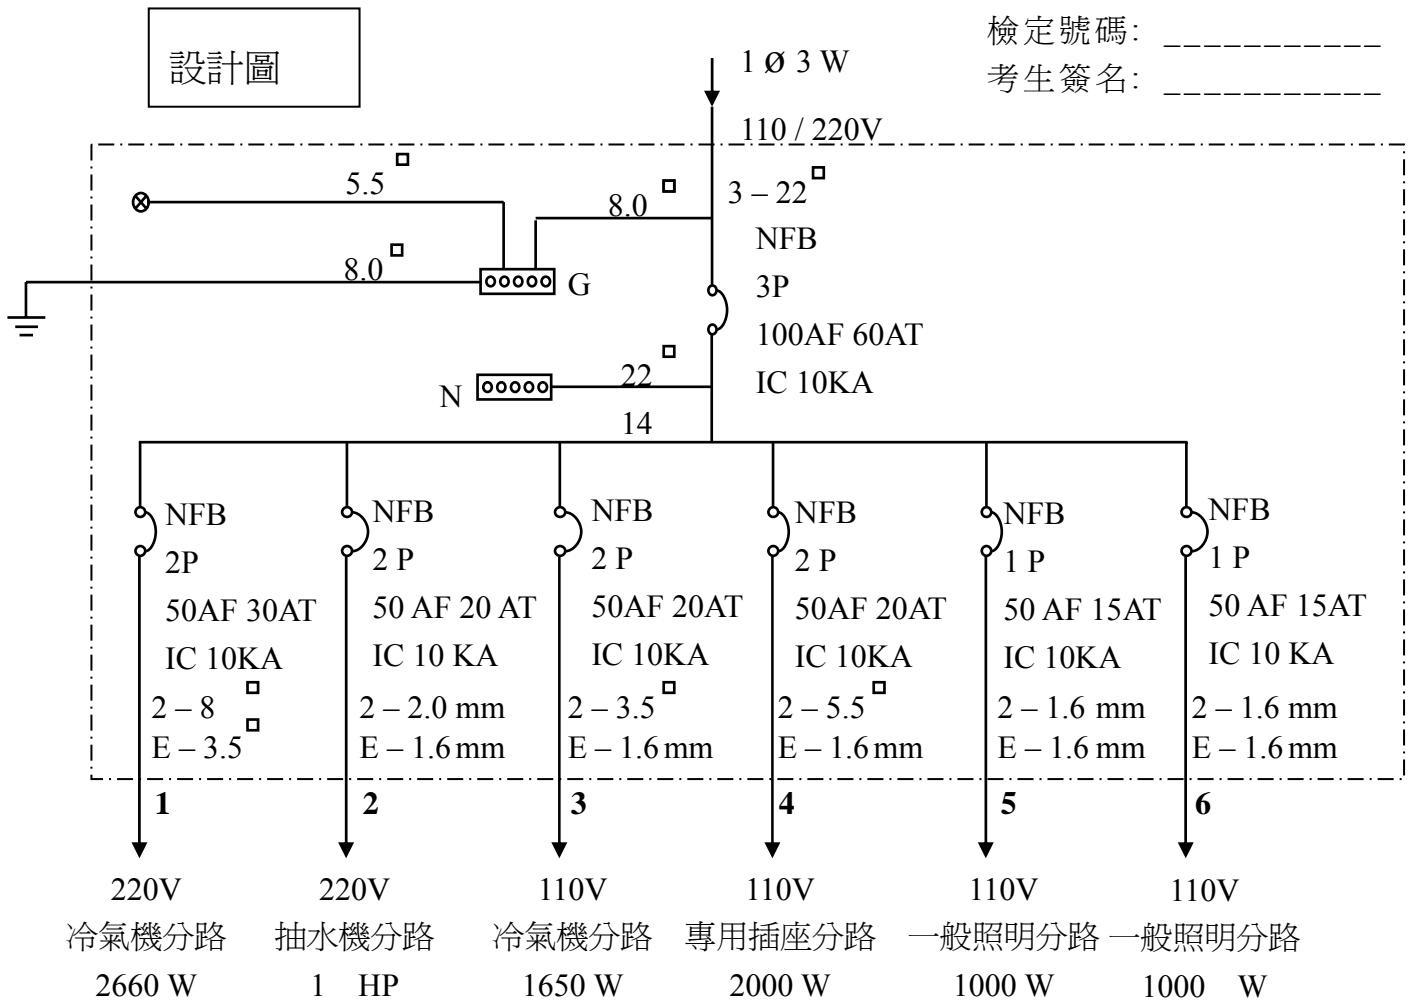 設計圖
檢定號碼: ___________
考生簽名: ___________
1 Ø 3 W
110 / 220V
5.5□
8.0□
3 – 22□
NFB
3P
100AF 60AT
IC 10KA
8.0□
G
22□
N
14
NFB
2P
50AF 30AT
IC 10KA
2 – 8□
E – 3.5□
NFB
2 P
50 AF 20 AT
IC 10 KA
2 – 2.0 mm
E – 1.6 mm
NFB
2 P
50AF 20AT
IC 10KA
2 – 3.5□
E – 1.6 mm
NFB
2 P
50AF 20AT
IC 10KA
2 – 5.5□
E – 1.6 mm
NFB
1 P
50 AF 15AT
IC 10KA
2 – 1.6 mm
E – 1.6 mm
NFB
1 P
50 AF 15AT
IC 10 KA
2 – 1.6 mm
E – 1.6 mm
1
2
3
4
5
6
220V
冷氣機分路
2660 W
220V
抽水機分路
1 HP
110V
冷氣機分路
1650 W
110V
專用插座分路
2000 W
110V
一般照明分路
1000 W
110V
一般照明分路
1000 W